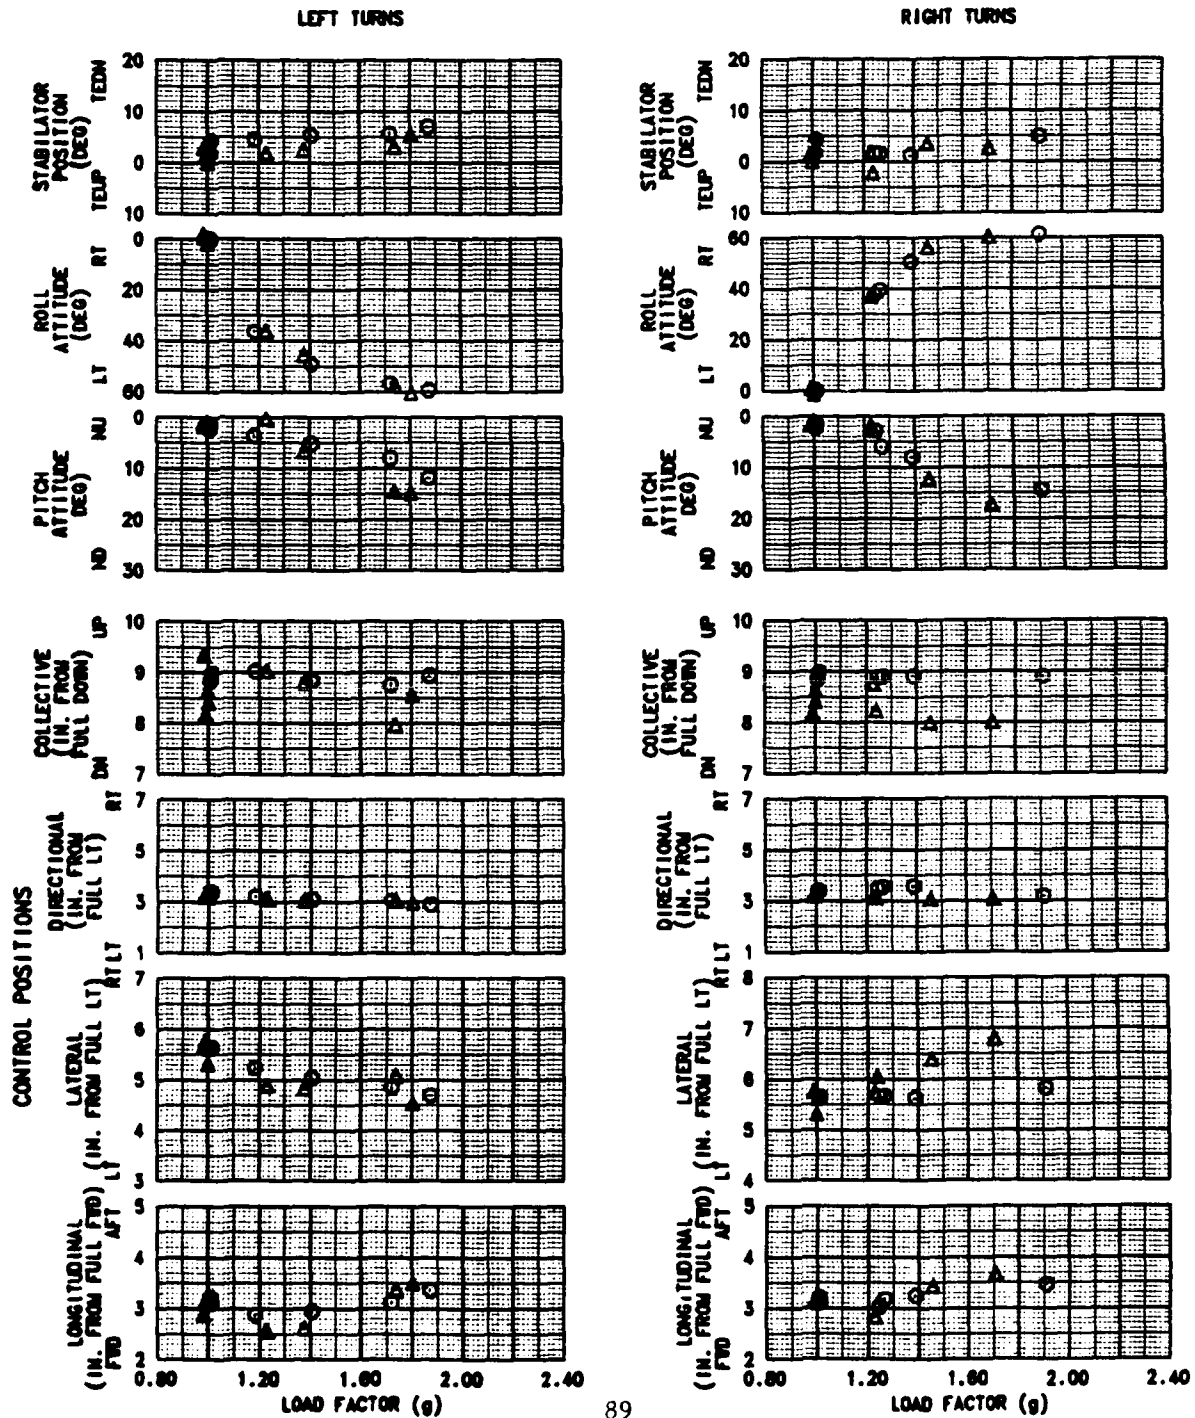 LEFT TURNS
RIGHT TURNS
STABILATOR
POSITION
(DEG)
TEUP TEDN
20
10
0
10
STABILATOR
POSITION
(DEG)
TEUP TEDN
20
10
0
10
ROLL
ATTITUDE
(DEG)
LT RT
0
20
40
60
ROLL
ATTITUDE
(DEG)
LT RT
60
40
20
0
PITCH
ATTITUDE
DEG)
ND NU
0
10
20
30
PITCH
ATTITUDE
DEG)
ND NU
0
10
20
30
CONTROL POSITIONS
COLLECTIVE
(IN. FROM
FULL DOWN)
DN UP
10
9
8
7
COLLECTIVE
(IN. FROM
FULL DOWN)
DN UP
10
9
8
7
DIRECTIONAL
(IN. FROM
FULL LT)
LT RT
7
5
3
1
DIRECTIONAL
(IN. FROM
FULL LT)
LT RT
7
5
3
1
LATERAL
(IN. FROM FULL LT)
LT RT
7
6
5
4
3
LATERAL
(IN. FROM FULL LT)
LT RT
8
7
6
5
4
LONGITUDINAL
(IN. FROM FULL FWD)
FWD AFT
5
4
3
2
LONGITUDINAL
(IN. FROM FULL FWD)
FWD AFT
5
4
3
2
0.80 1.20 1.60 2.00 2.40
LOAD FACTOR (g)
0.80 1.20 1.60 2.00 2.40
LOAD FACTOR (g)
89